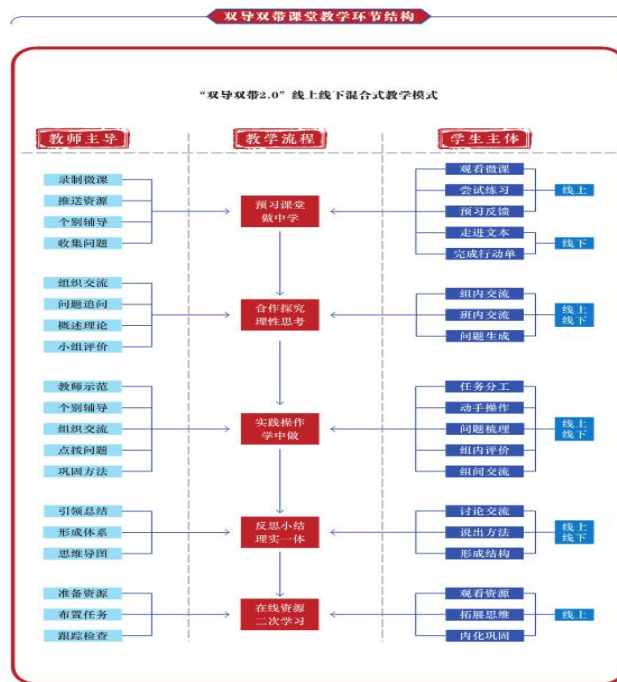 双导双带课堂教学环节结构
“双导双带2.0”线上线下混合式教学模式
教师主导
教学流程
学生主体
录制微课
推送资源
个别辅导
收集问题
预习课堂
做中学
观看微课
尝试练习
预习反馈
走进文本
完成行动单
线上
线下
组织交流
问题追问
概述理论
小组评价
合作探究
理性思考
组内交流
班内交流
问题生成
线上
线下
教师示范
个别辅导
组织交流
点拨问题
巩固方法
实践操作
学中做
任务分工
动手操作
问题梳理
组内评价
组间交流
线上
线下
引领总结
形成体系
思维导图
反思小结
理实一体
讨论交流
说出方法
形成结构
线上
线下
准备资源
布置任务
跟踪检查
在线资源
二次学习
观看资源
拓展思维
内化巩固
线上